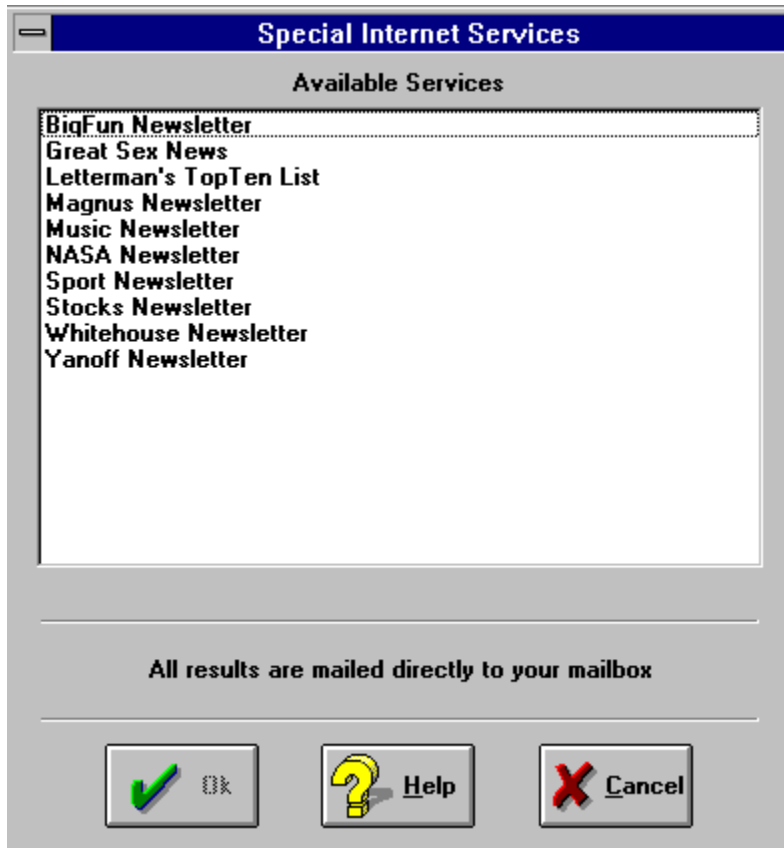 Special Internet Services
Available Services
BigFun Newsletter
Great Sex News
Letterman's TopTen List
Magnus Newsletter
Music Newsletter
NASA Newsletter
Sport Newsletter
Stocks Newsletter
Whitehouse Newsletter
Yanoff Newsletter
All results are mailed directly to your mailbox
Ok Help Cancel